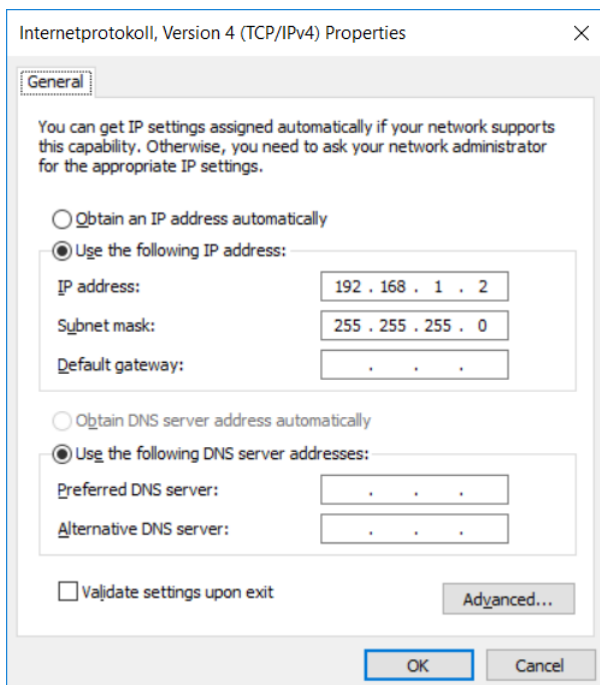 Internetprotokoll, Version 4 (TCP/IPv4) Properties
General
You can get IP settings assigned automatically if your network supports
this capability. Otherwise, you need to ask your network administrator
for the appropriate IP settings.
Obtain an IP address automatically
Use the following IP address:
IP address: 192 . 168 . 1 . 2
Subnet mask: 255 . 255 . 255 . 0
Default gateway: . . .
Obtain DNS server address automatically
Use the following DNS server addresses:
Preferred DNS server: . . .
Alternative DNS server: . . .
Validate settings upon exit
Advanced...
OK Cancel